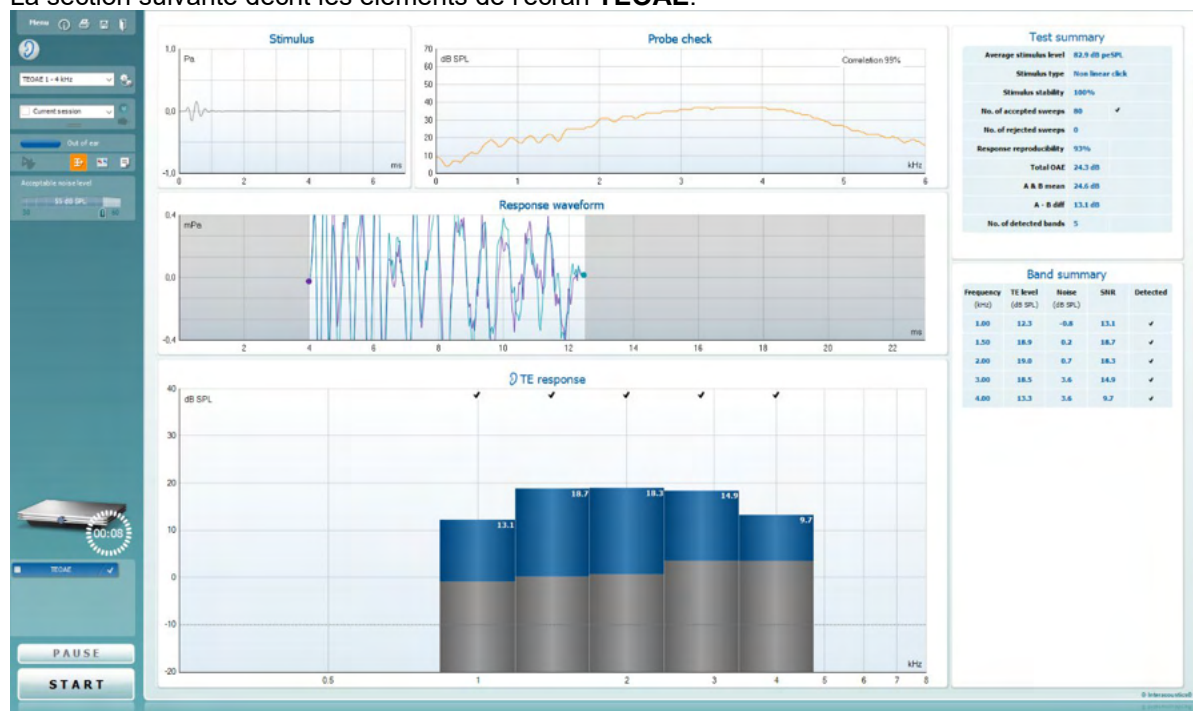 La section suivante décrit les éléments de l'écran TEOAE.
Menu
TEOAE 1 - 4 kHz
Current session
Out of ear
Acceptable noise level
55 dB SPL
30 60
00:08
TEOAE
PAUSE
START
Stimulus
1,0
Pa
0,0
-1,0
ms
0 2 4 6
Probe check
70
dB SPL
Correlation 99%
60
50
40
30
20
10
kHz
0
0 1 2 3 4 5 6
Response waveform
0.4
mPa
0,0
-0.4
ms
2 4 6 8 10 12 14 16 18 20 22
TE response
40
dB SPL
30
20
18.7 18.3 14.9
13.1 9.7
10
0
-10
-20
kHz
0.5 1 2 3 4 5 6 7 8
Test summary
Average stimulus level 82.9 dB peSPL
Stimulus type Non linear click
Stimulus stability 100%
No. of accepted sweeps 80 ✔
No. of rejected sweeps 0
Response reproducibility 93%
Total OAE 24.3 dB
A & B mean 24.6 dB
A - B diff 13.1 dB
No. of detected bands 5
Band summary
Frequency TE level Noise SNR Detected
(kHz) (dB SPL) (dB SPL)
1.00 12.3 -0.8 13.1 ✔
1.50 18.9 0.2 18.7 ✔
2.00 19.0 0.7 18.3 ✔
3.00 18.5 3.6 14.9 ✔
4.00 13.3 3.6 9.7 ✔
© Interacoustics